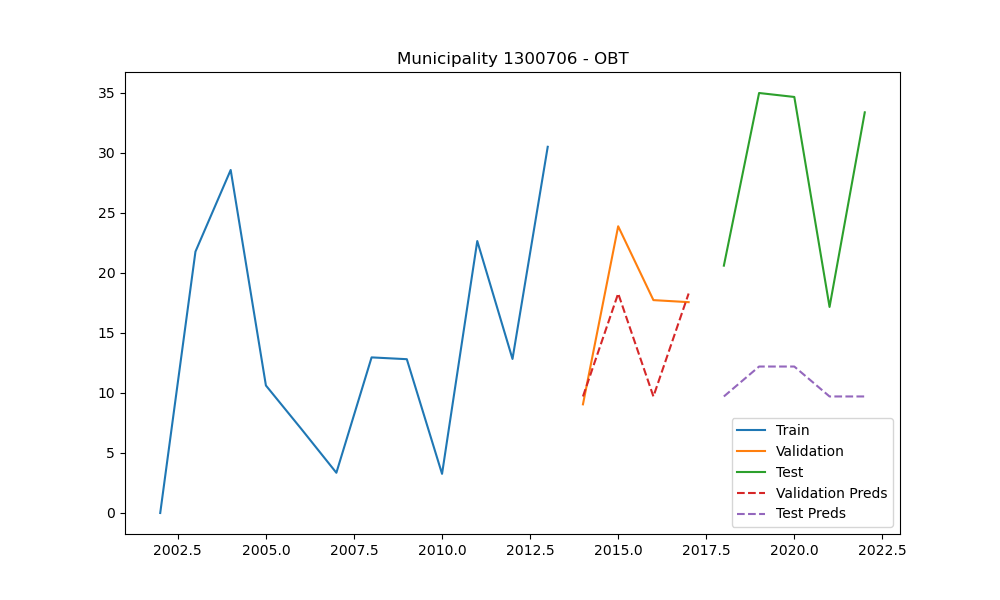 Municipality 1300706 - OBT
35
30
25
20
15
10
5
0
2002.5 2005.0 2007.5 2010.0 2012.5 2015.0 2017.5 2020.0 2022.5
Train
Validation
Test
Validation Preds
Test Preds